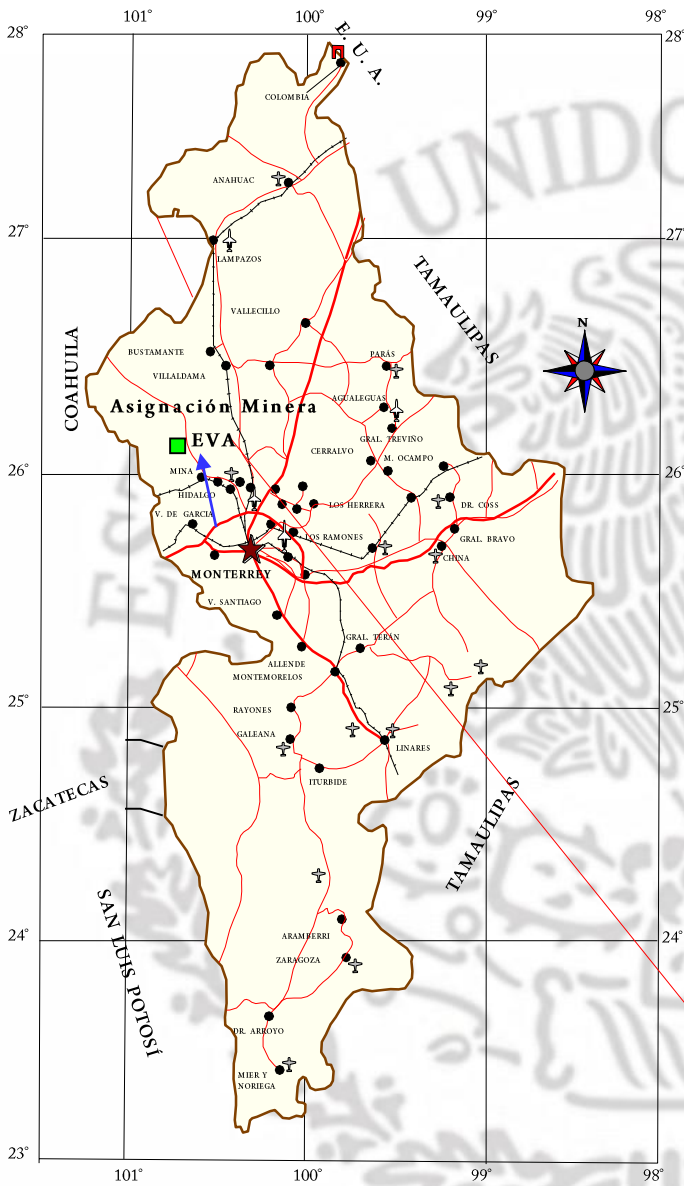 101° 100° 99° 98°
28° 28°
E. U. A.
COLOMBIA
UNIDO
ANAHUAC
27° 27°
LAMPAZOS
TAMAULIPAS
VALLECILLO
N
COAHUILA
BUSTAMANTE
PARÁS
VILLALDAMA
AGUALEGUAS
Asignación Minera
EVA
GRAL. TREVIÑO
CERRALVO
M. OCAMPO
26° 26°
MINA
HIDALGO
LOS HERRERA
DR. COSS
V. DE GARCIA
LOS RAMONES
GRAL. BRAVO
CHINA
MONTERREY
V. SANTIAGO
GRAL. TERÁN
ALLENDE
MONTEMORELOS
25° 25°
RAYONES
GALEANA
LINARES
ITURBIDE
ZACATECAS
TAMAULIPAS
SAN LUIS POTOSÍ
ARAMBERRI
24° 24°
ZARAGOZA
DR. ARROYO
MIER Y
NORIEGA
23°
101° 100° 99° 98°